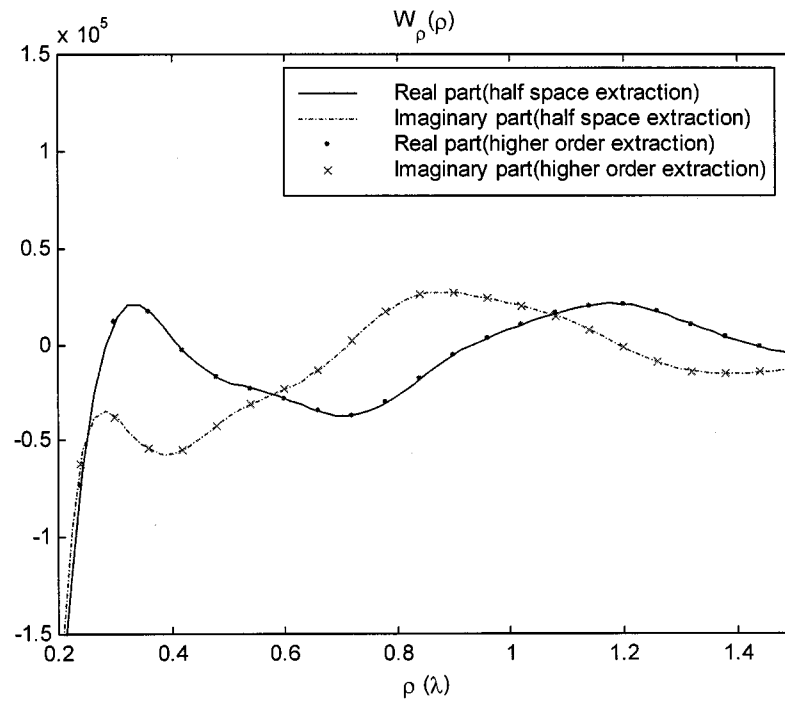 W_ρ(ρ)
x 10^5
1.5
1
0.5
0
-0.5
-1
-1.5
Real part(half space extraction)
Imaginary part(half space extraction)
Real part(higher order extraction)
Imaginary part(higher order extraction)
0.2 0.4 0.6 0.8 1 1.2 1.4
ρ (λ)